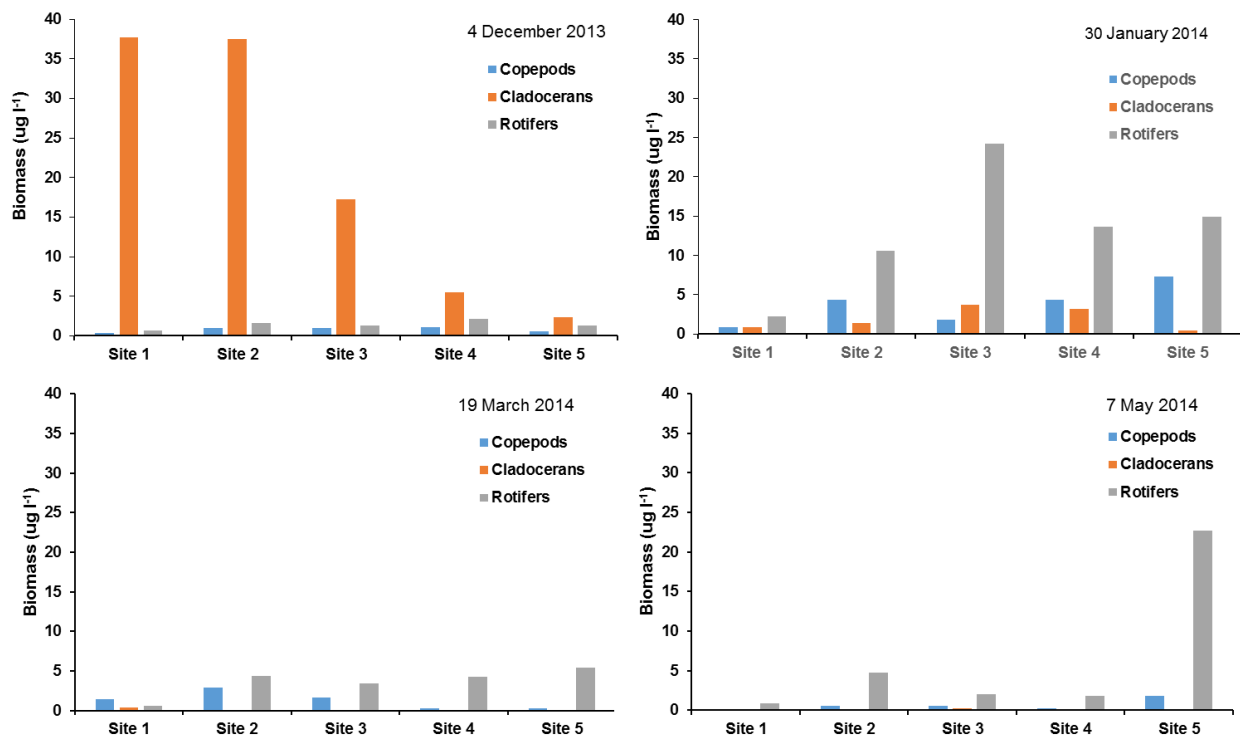 4 December 2013
Biomass (ug l-1)
40
35
30
25
20
15
10
5
0
Copepods
Cladocerans
Rotifers
Site 1 Site 2 Site 3 Site 4 Site 5
30 January 2014
Biomass (ug l-1)
40
35
30
25
20
15
10
5
0
Copepods
Cladocerans
Rotifers
Site 1 Site 2 Site 3 Site 4 Site 5
19 March 2014
Biomass (ug l-1)
40
35
30
25
20
15
10
5
0
Copepods
Cladocerans
Rotifers
Site 1 Site 2 Site 3 Site 4 Site 5
7 May 2014
Biomass (ug l-1)
40
35
30
25
20
15
10
5
0
Copepods
Cladocerans
Rotifers
Site 1 Site 2 Site 3 Site 4 Site 5